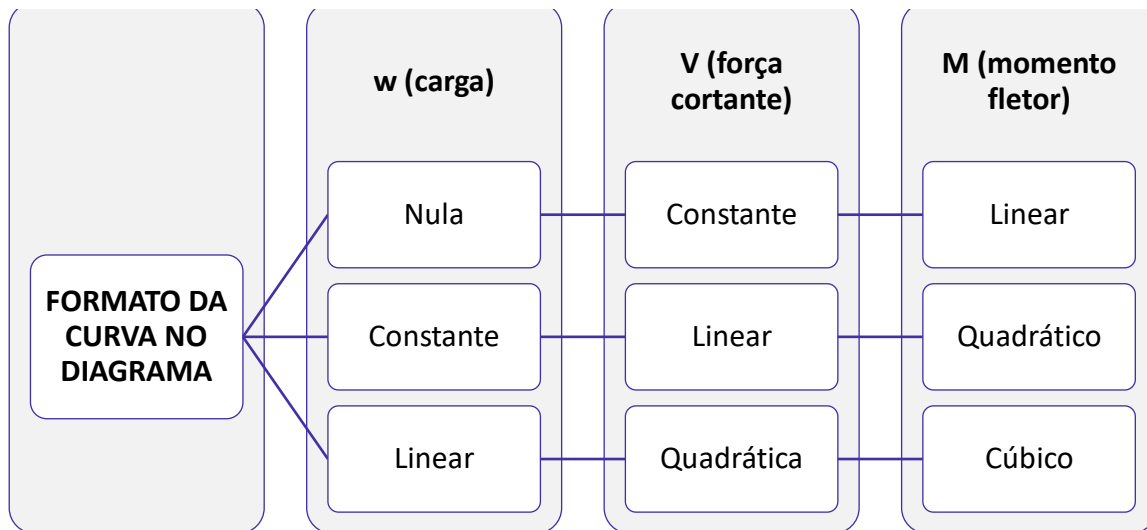 w (carga)
V (força
cortante)
M (momento
fletor)
FORMATO DA
CURVA NO
DIAGRAMA
Nula
Constante
Linear
Constante
Linear
Quadrático
Linear
Quadrática
Cúbico